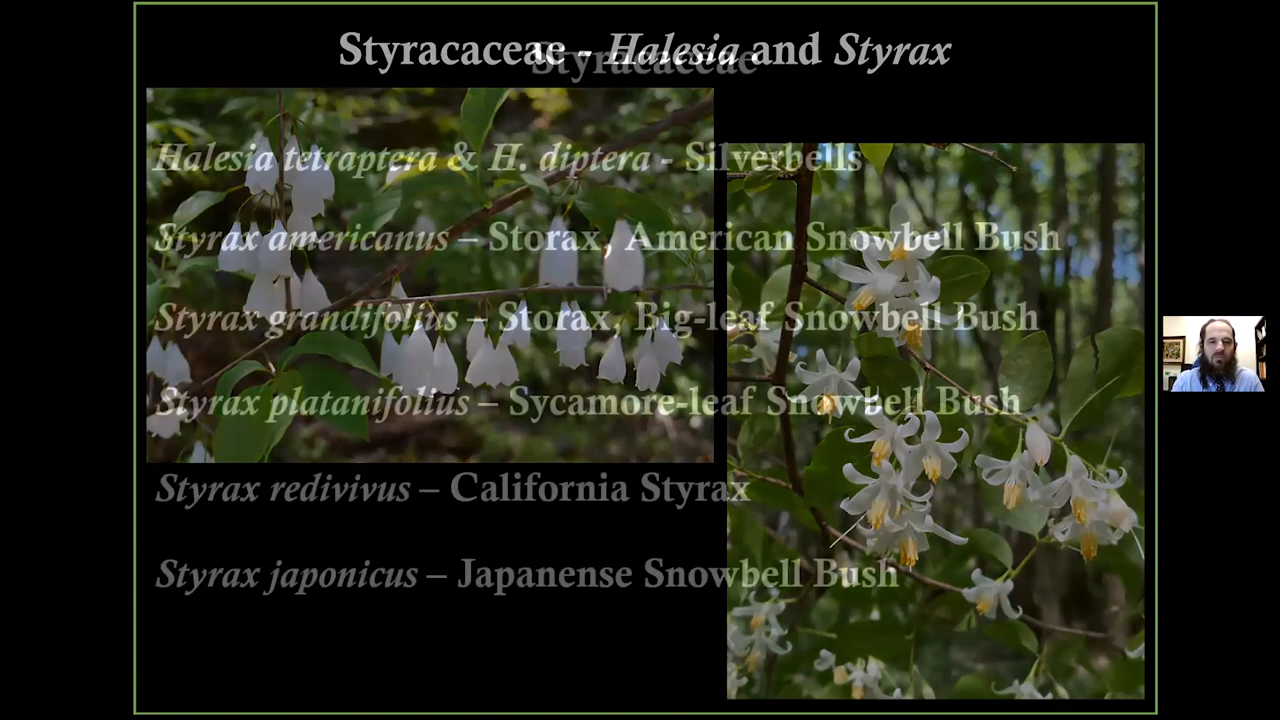 Styracaceae - Halesia and Styrax
Styracaceae
Halesia tetraptera & H. diptera - Silverbells
Styrax americanus – Storax, American Snowbell Bush
Styrax grandifolius – Storax, Big-leaf Snowbell Bush
Styrax platanifolius – Sycamore-leaf Snowbell Bush
Styrax redivivus – California Styrax
Styrax japonicus – Japanense Snowbell Bush